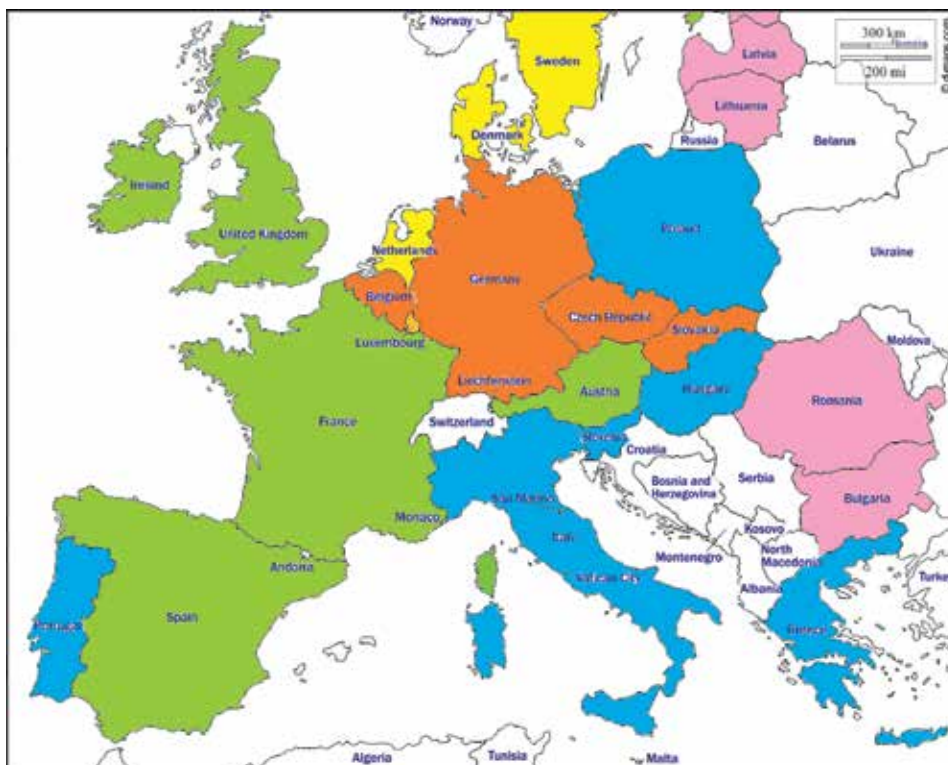 Norway
300 km
200 mi
Sweden
Latvia
Lithuania
Denmark
Russia
Belarus
Ireland
United Kingdom
Netherlands
Poland
Ukraine
Germany
Belgium
Czech Republic
Slovakia
Luxembourg
Moldova
Liechtenstein
Austria
Hungary
Romania
France
Switzerland
Slovenia
Croatia
Bosnia and
Herzegovina
Serbia
San Marino
Bulgaria
Monaco
Italy
Kosovo
Montenegro
North
Macedonia
Andorra
Vatican City
Albania
Turke
Spain
Portugal
Greece
Algeria
Tunisia
Malta